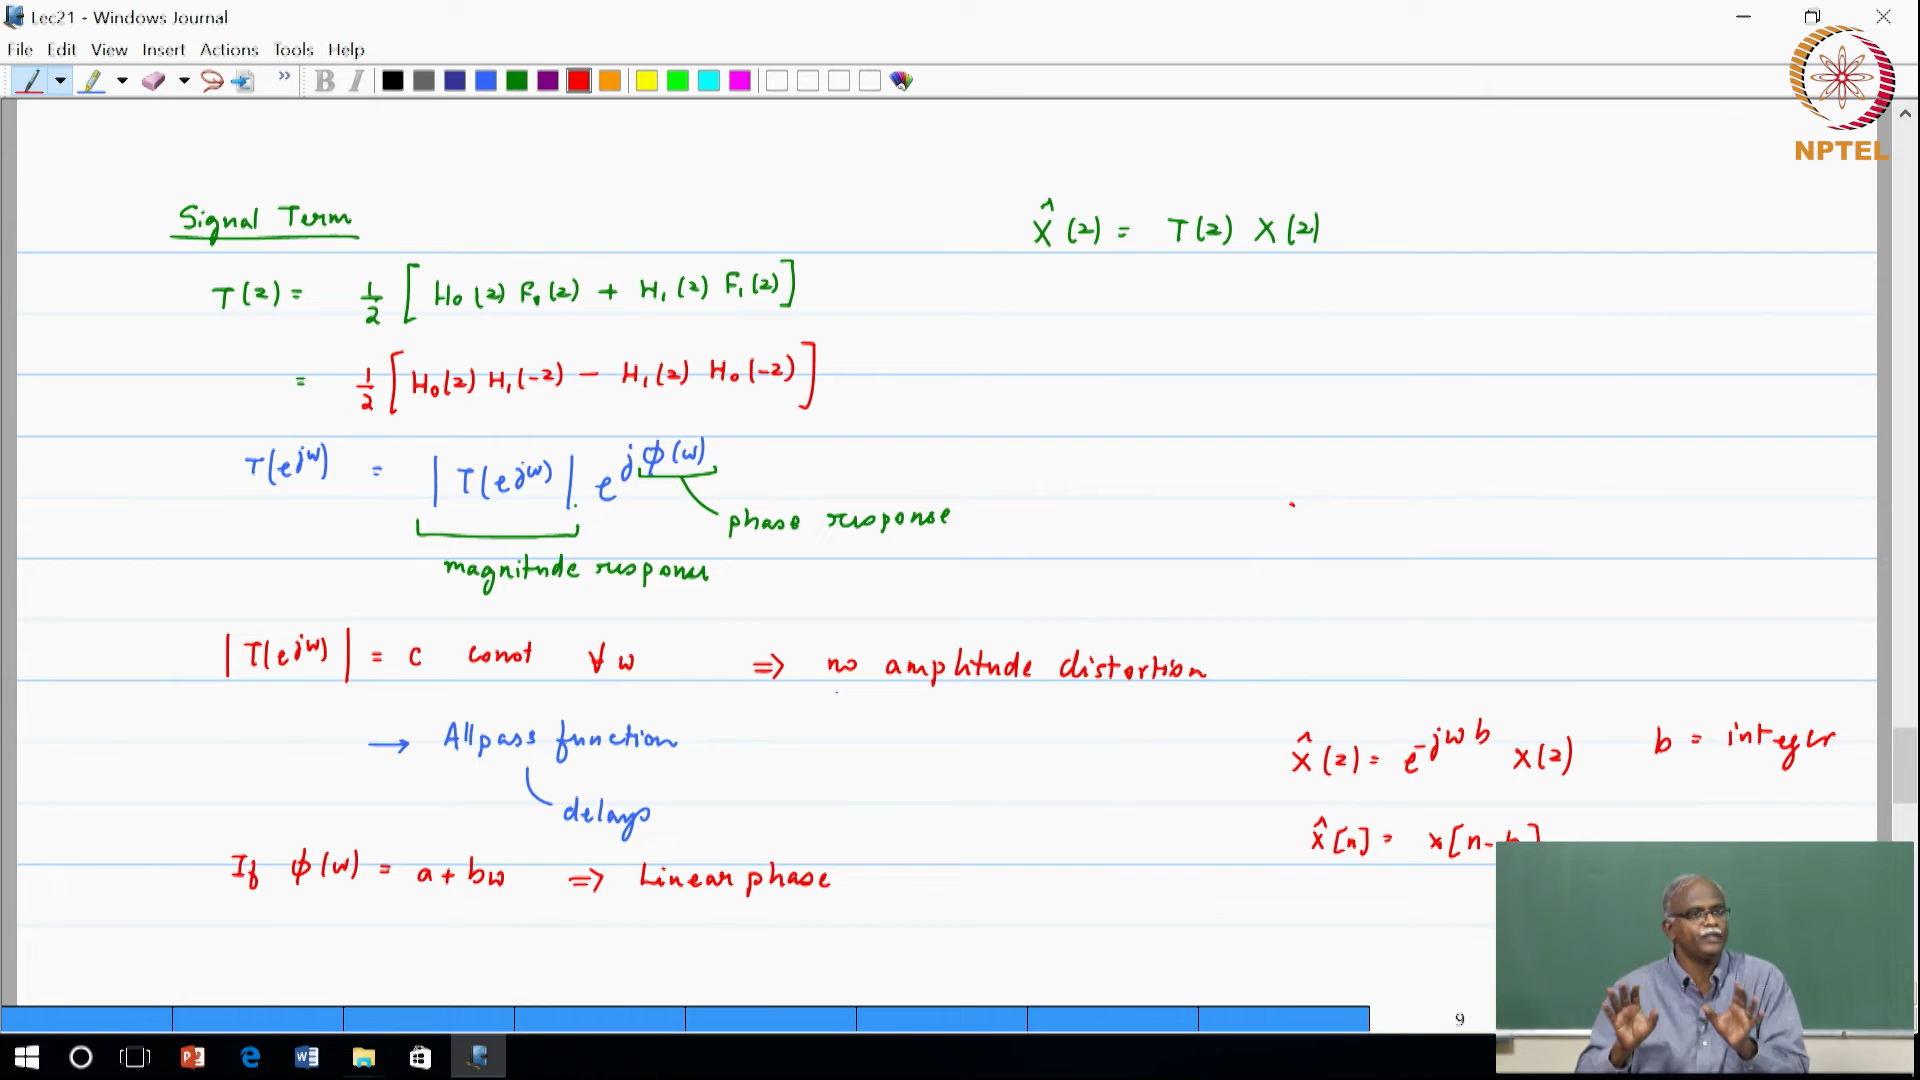 Lec21 - Windows Journal
File Edit View Insert Actions Tools Help
B I
NPTEL
Signal Term
X̂(z) = T(z) X(z)
T(z) = 1/2 [ H₀(z) F₀(z) + H₁(z) F₁(z) ]
= 1/2 [ H₀(z) H₁(-z) - H₁(z) H₀(-z) ]
T(e^jω) = | T(e^jω) | e^jφ(ω)
phase response
magnitude response
| T(e^jω) | = c const ∀ ω ⇒ no amplitude distortion
→ Allpass function
X̂(z) = e^-jωb X(z) b = integer
delays
x̂[n] = x[n-b]
If φ(ω) = a + bω ⇒ Linear phase
9